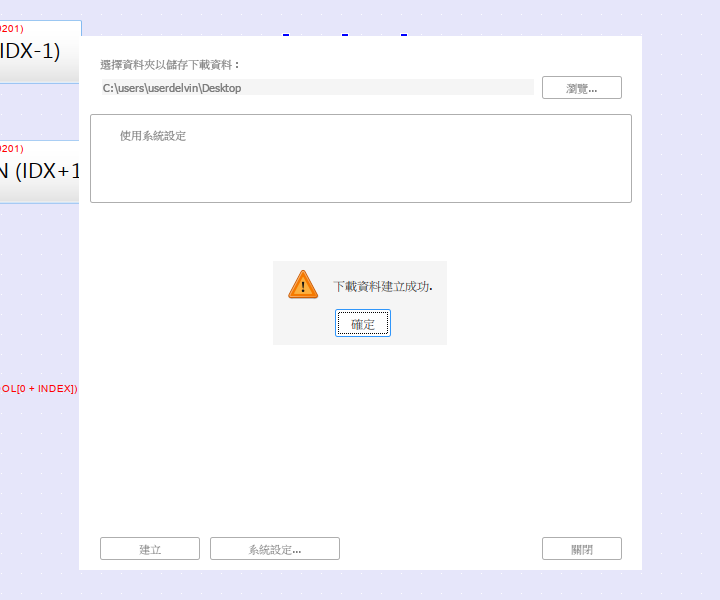 9201)
IDX-1)
9201)
N (IDX+1
OL[0 + INDEX])
選擇資料夾以儲存下載資料：
C:\users\userdelvin\Desktop
瀏覽...
使用系統設定
下載資料建立成功.
確定
建立
系統設定...
關閉